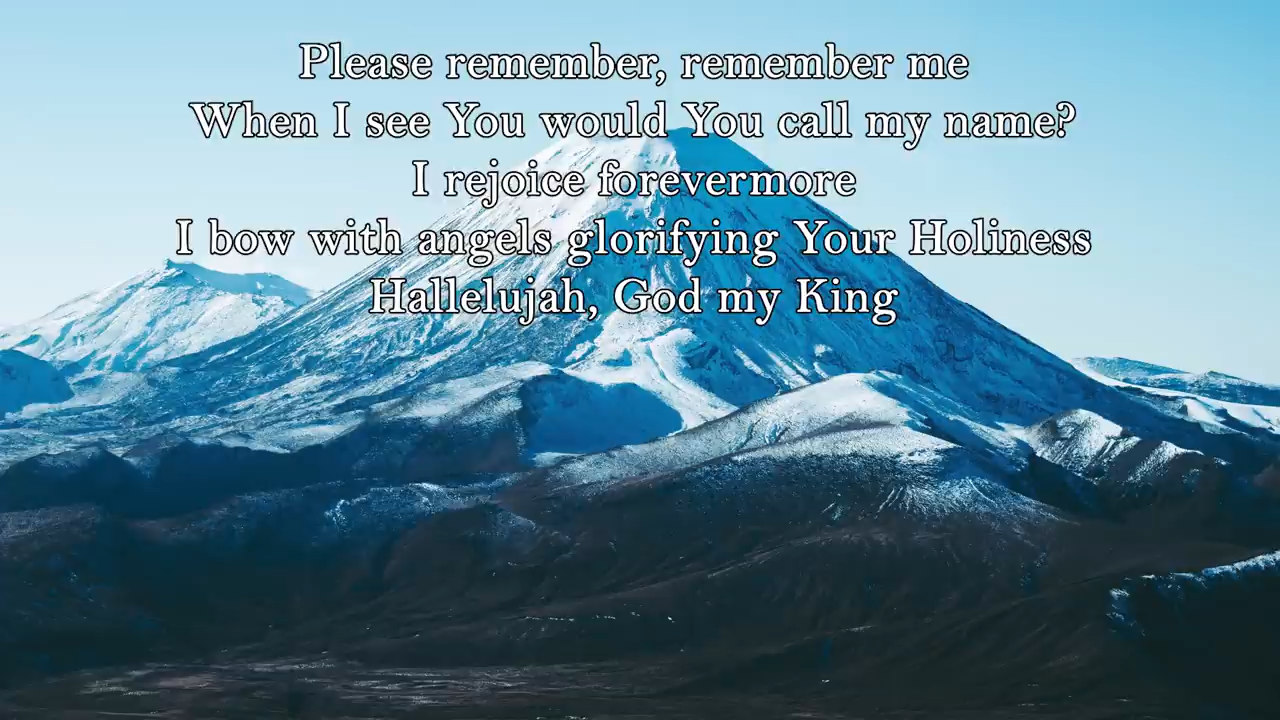 Please remember, remember me
When I see You would You call my name?
I rejoice forevermore
I bow with angels glorifying Your Holiness
Hallelujah, God my King